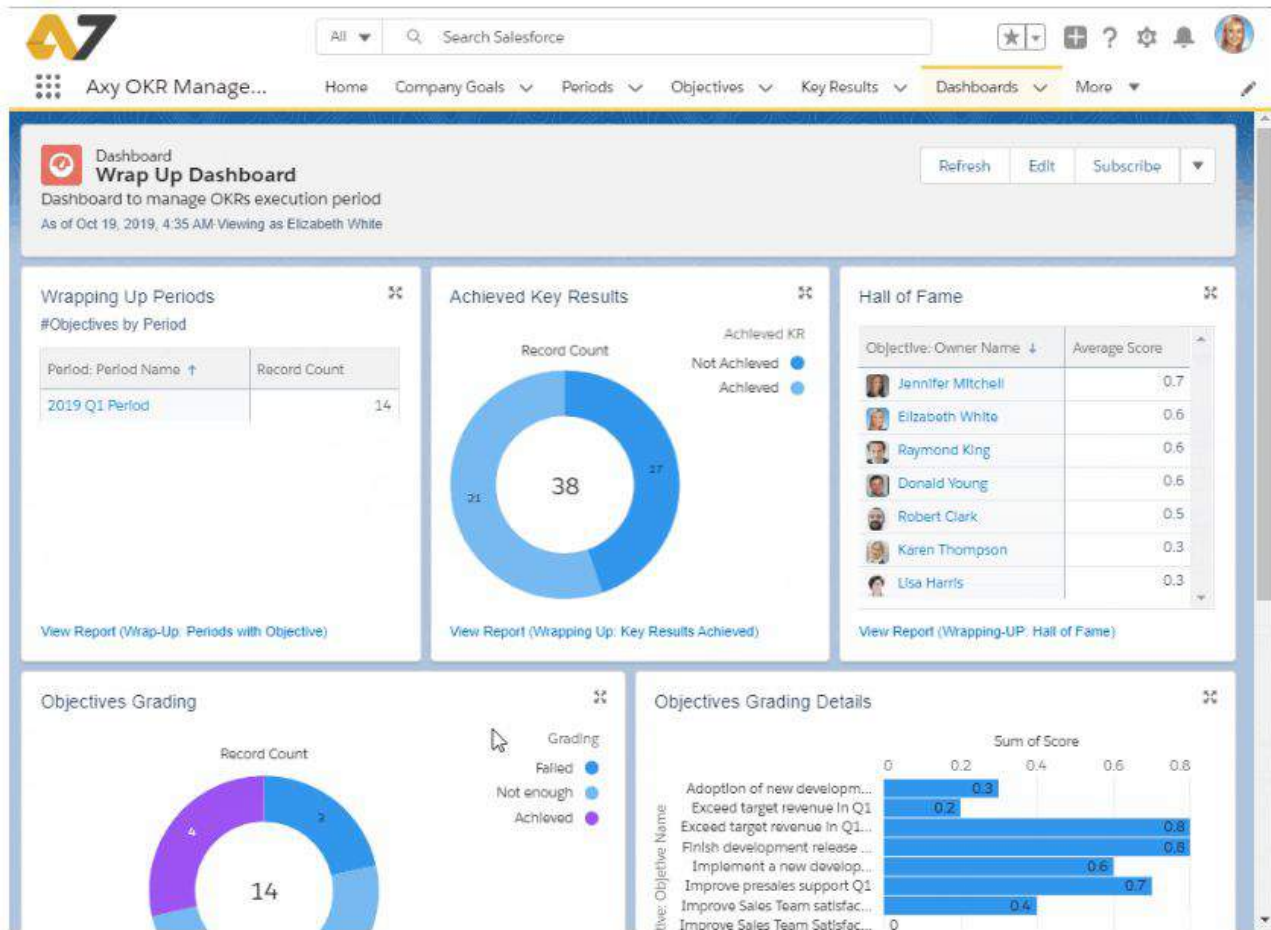 A7
All
Search Salesforce
Axy OKR Manage...
Home
Company Goals
Periods
Objectives
Key Results
Dashboards
More
Dashboard
Wrap Up Dashboard
Dashboard to manage OKRs execution period
As of Oct 19, 2019, 4:35 AM·Viewing as Elizabeth White
Refresh
Edit
Subscribe
Wrapping Up Periods
#Objectives by Period
Period: Period Name ↑
Record Count
2019 Q1 Period
14
View Report (Wrap-Up: Periods with Objective)
Achieved Key Results
Record Count
Achieved KR
Not Achieved
Achieved
17
21
38
View Report (Wrapping Up: Key Results Achieved)
Hall of Fame
Objective: Owner Name ↓
Average Score
Jennifer Mitchell
0.7
Elizabeth White
0.6
Raymond King
0.6
Donald Young
0.6
Robert Clark
0.5
Karen Thompson
0.3
Lisa Harris
0.3
View Report (Wrapping-UP: Hall of Fame)
Objectives Grading
Record Count
Grading
Failed
Not enough
Achieved
4
3
14
Objectives Grading Details
Sum of Score
0 0.2 0.4 0.6 0.8
tive: Objetive Name
Adoption of new developm...
0.3
Exceed target revenue in Q1
0.2
Exceed target revenue in Q1...
0.8
Finish development release ...
0.8
Implement a new develop...
0.6
Improve presales support Q1
0.7
Improve Sales Team satisfac...
0.4
Improve Sales Team Satisfac...
0